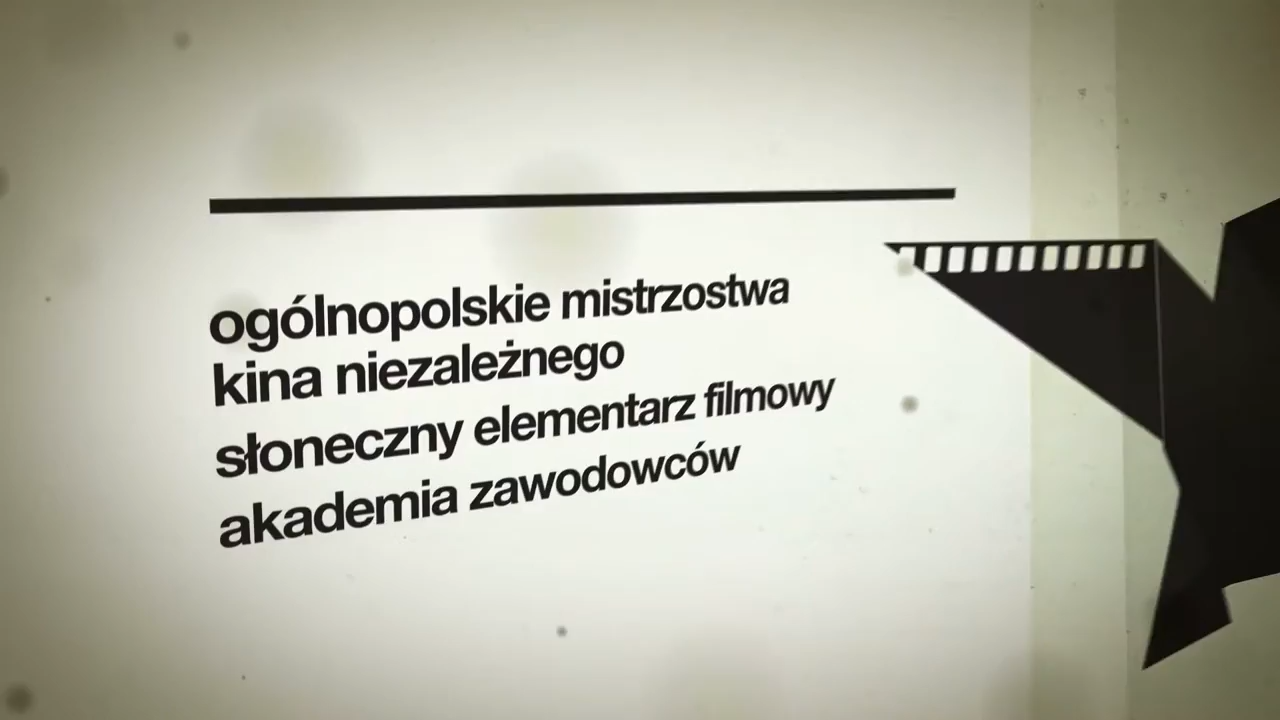 ogólnopolskie mistrzostwa
kina niezależnego
słoneczny elementarz filmowy
akademia zawodowców